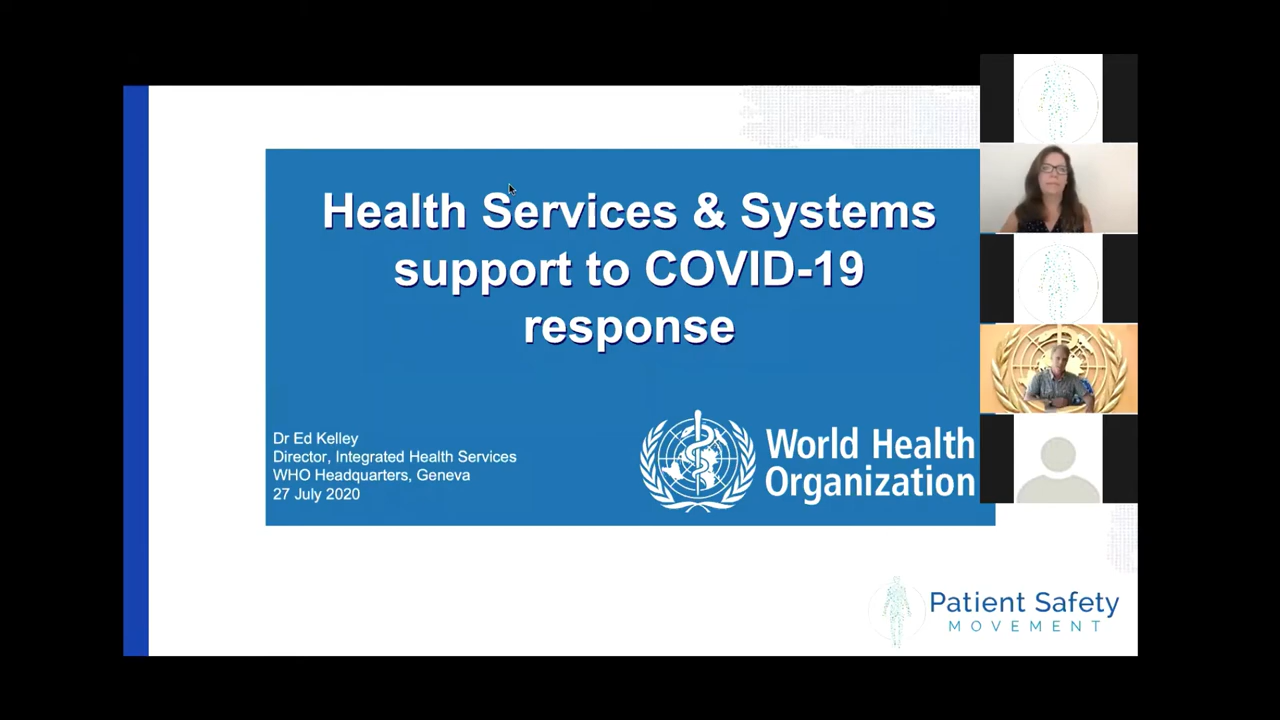 Health Services & Systems
support to COVID-19
response
Dr Ed Kelley
Director, Integrated Health Services
WHO Headquarters, Geneva
27 July 2020
World Health
Organization
Patient Safety
MOVEMENT